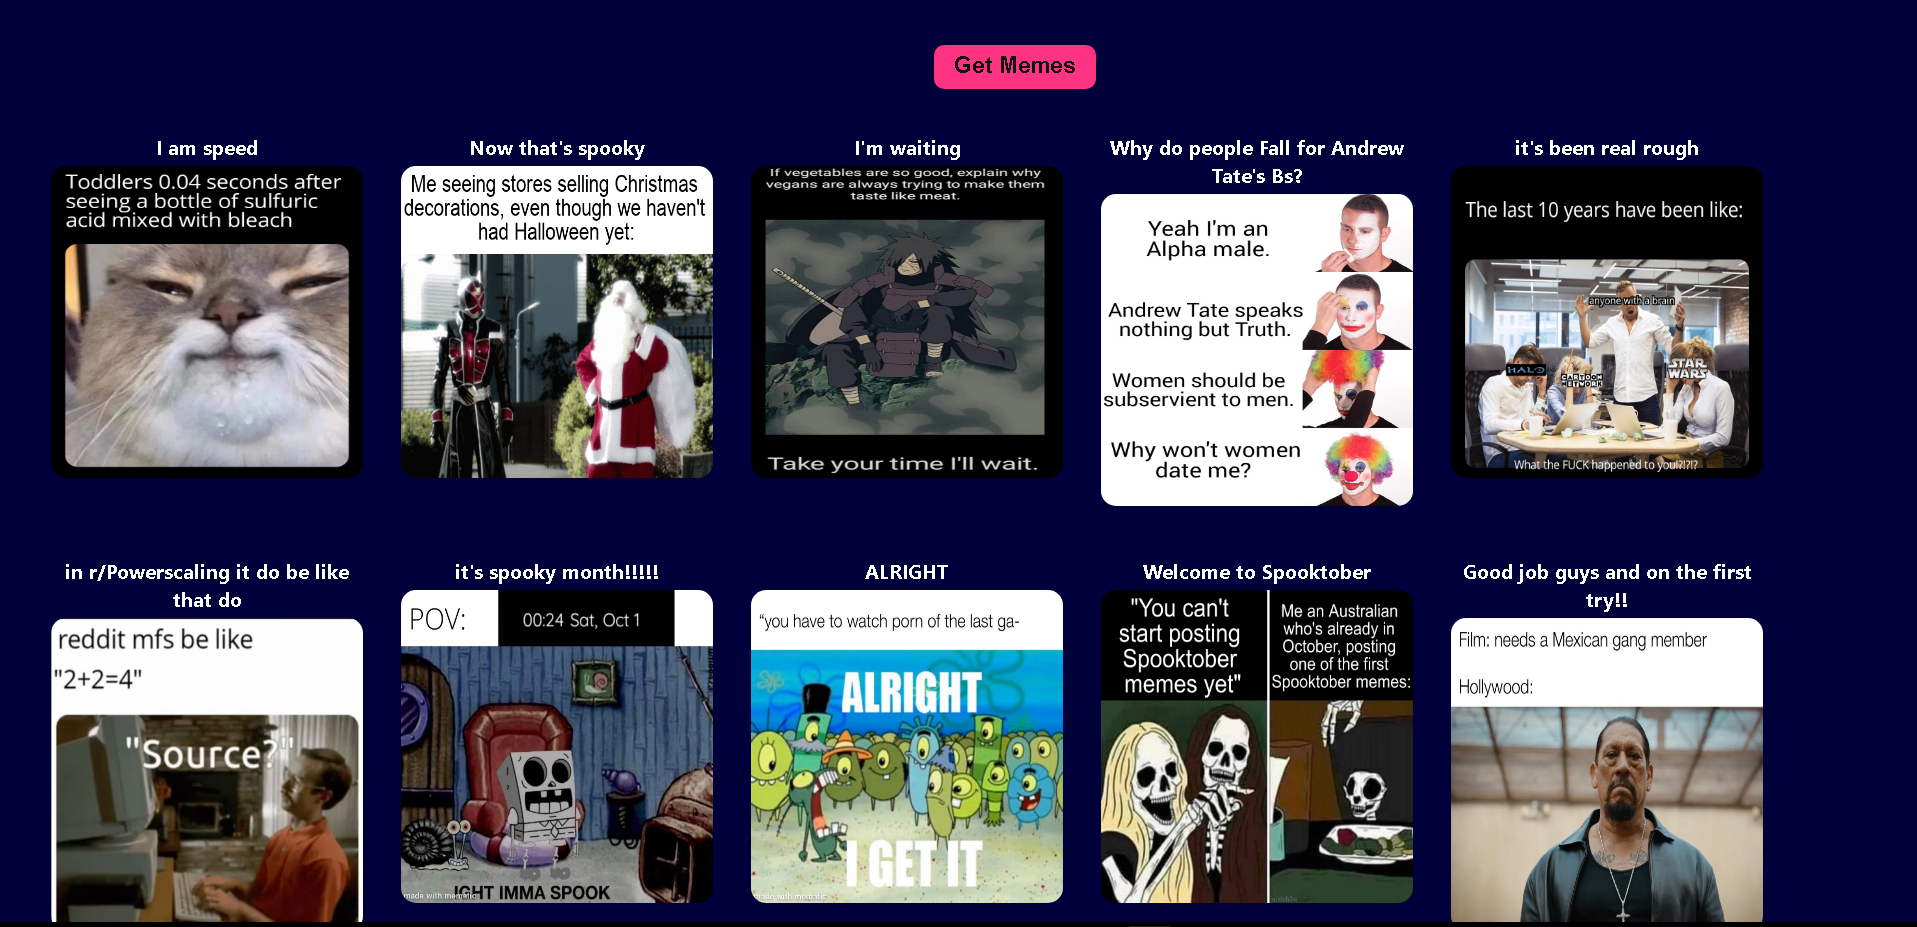 Get Memes
I am speed
Toddlers 0.04 seconds after
seeing a bottle of sulfuric
acid mixed with bleach
Now that's spooky
Me seeing stores selling Christmas
decorations, even though we haven't
had Halloween yet:
I'm waiting
If vegetables are so good, explain why
vegans are always trying to make them
taste like meat.
Take your time I'll wait.
Why do people Fall for Andrew
Tate's Bs?
Yeah I'm an
Alpha male.
Andrew Tate speaks
nothing but Truth.
Women should be
subservient to men.
Why won't women
date me?
it's been real rough
The last 10 years have been like:
anyone with a brain
HALO
CARTOON
NETWORK
STAR
WARS
What the FUCK happened to you!?!?!?
in r/Powerscaling it do be like
that do
reddit mfs be like
"2+2=4"
"Source?"
it's spooky month!!!!!
POV:
00:24 Sat, Oct 1
IGHT IMMA SPOOK
made with mematic
ALRIGHT
“you have to watch porn of the last ga-
ALRIGHT
I GET IT
made with mematic
Welcome to Spooktober
"You can't
start posting
Spooktober
memes yet"
Me an Australian
who's already in
October, posting
one of the first
Spooktober memes:
Good job guys and on the first
try!!
Film: needs a Mexican gang member
Hollywood: